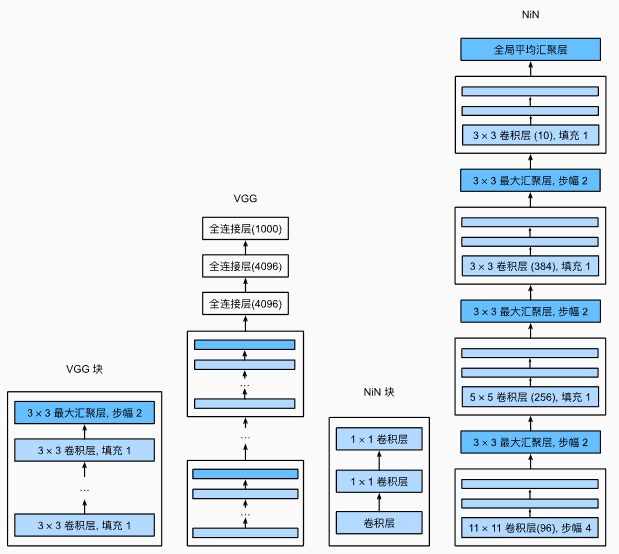 VGG 块
3 × 3 最大汇聚层, 步幅 2
3 × 3 卷积层, 填充 1
...
3 × 3 卷积层, 填充 1
VGG
全连接层(1000)
全连接层(4096)
全连接层(4096)
...
...
...
NiN 块
1 × 1 卷积层
1 × 1 卷积层
卷积层
NiN
全局平均汇聚层
3 × 3 卷积层 (10), 填充 1
3 × 3 最大汇聚层, 步幅 2
3 × 3 卷积层 (384), 填充 1
3 × 3 最大汇聚层, 步幅 2
5 × 5 卷积层 (256), 填充 1
3 × 3 最大汇聚层, 步幅 2
11 × 11 卷积层(96), 步幅 4